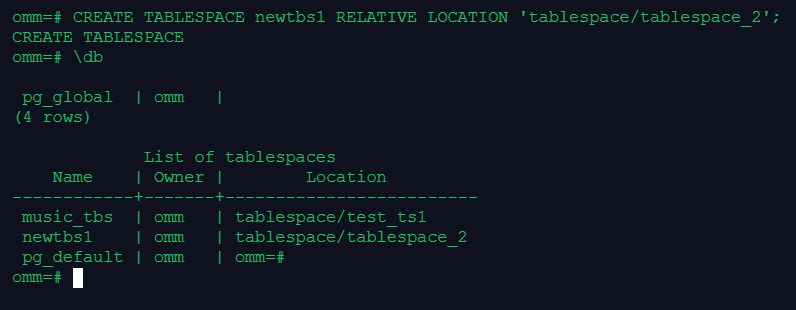 omm=# CREATE TABLESPACE newtbs1 RELATIVE LOCATION 'tablespace/tablespace_2';
CREATE TABLESPACE
omm=# \db
 pg_global  | omm   |
(4 rows)
             List of tablespaces
    Name    | Owner |        Location
------------+-------+-------------------------
 music_tbs  | omm   | tablespace/test_ts1
 newtbs1    | omm   | tablespace/tablespace_2
 pg_default | omm   | omm=#
omm=#